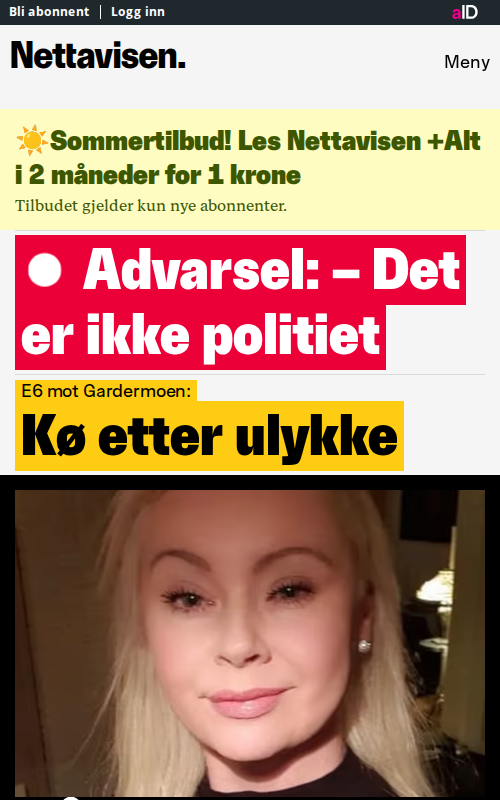 Bli abonnent | Logg inn
aID
Nettavisen.
Meny
☀️Sommertilbud! Les Nettavisen +Alt
i 2 måneder for 1 krone
Tilbudet gjelder kun nye abonnenter.
Advarsel: – Det
er ikke politiet
E6 mot Gardermoen:
Kø etter ulykke